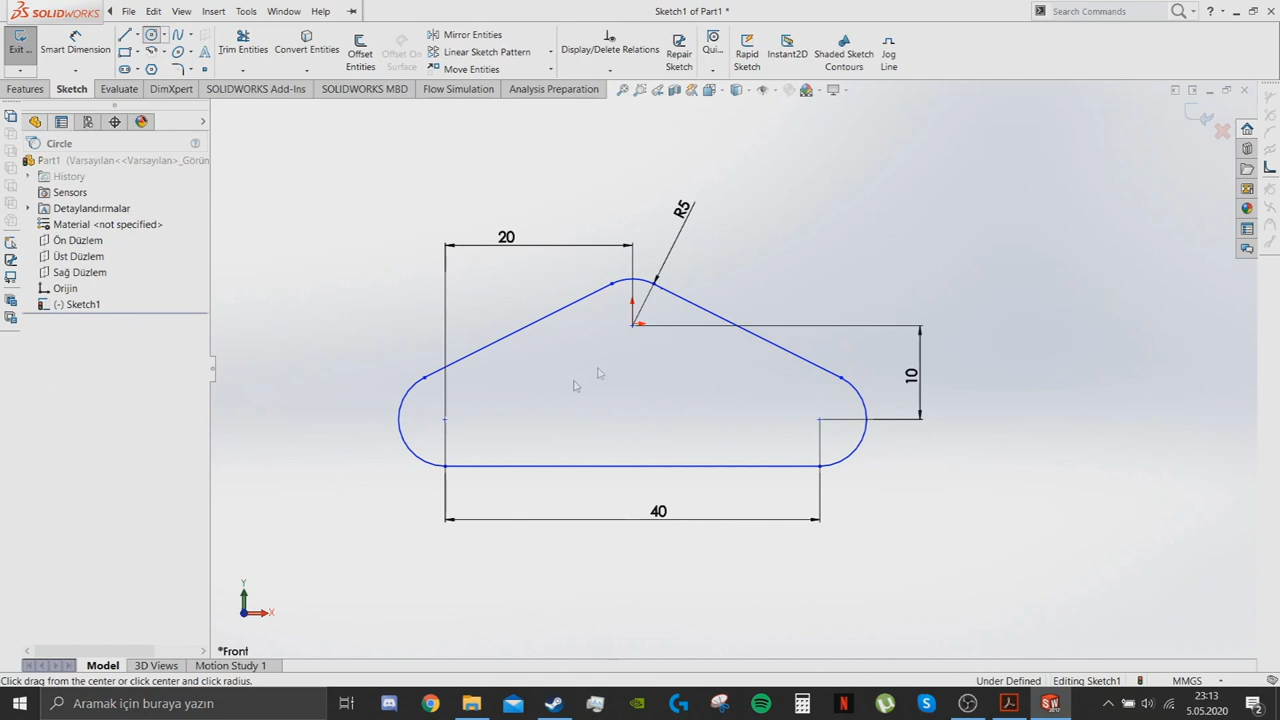 SOLIDWORKS
File Edit View Insert Tools Window Help
Sketch1 of Part1 *
Search Commands
?
Exit ...
Smart Dimension
Trim Entities
Convert Entities
Offset Entities
Offset On Surface
Mirror Entities
Linear Sketch Pattern
Move Entities
Display/Delete Relations
Repair Sketch
Qui...
Rapid Sketch
Instant2D
Shaded Sketch Contours
Jog Line
Features Sketch Evaluate DimXpert SOLIDWORKS Add-Ins SOLIDWORKS MBD Flow Simulation Analysis Preparation
Circle
Part1 (Varsayılan<<Varsayılan>_Görün
History
Sensors
Detaylandırmalar
Material <not specified>
Ön Düzlem
Üst Düzlem
Sağ Düzlem
Orijin
(-) Sketch1
R5
20
10
40
Y
X
*Front
Model 3D Views Motion Study 1
Click drag from the center or click center and click radius.
Under Defined Editing Sketch1 MMGS
Aramak için buraya yazın
23:13
5.05.2020
2